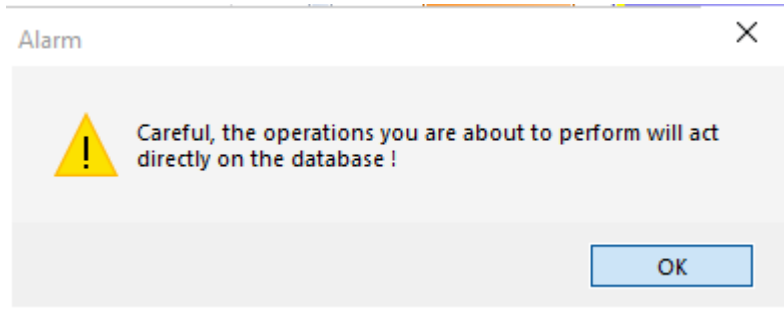 Alarm
Careful, the operations you are about to perform will act
directly on the database !
OK